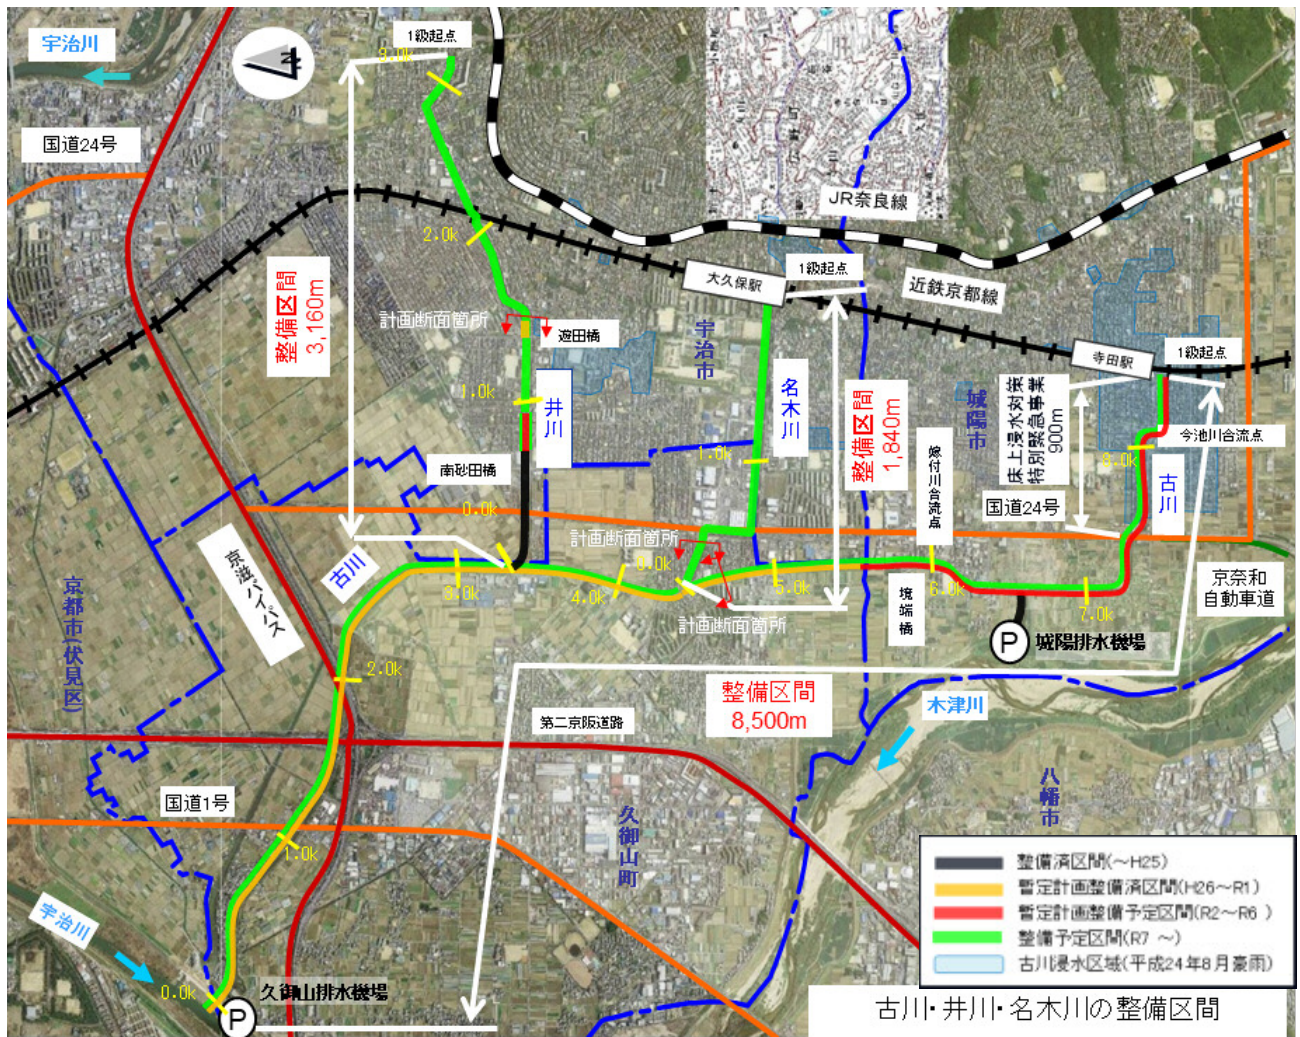 宇治川
1級起点
3.0k
N
国道24号
JR奈良線
2.0k
1級起点
大久保駅
近鉄京都線
整備区間
3,160m
計画断面箇所
遊田橋
宇治市
寺田駅
1級起点
1.0k
井川
名木川
整備区間
1,840m
城陽市
床上浸水対策
特別緊急事業
900m
今池川合流点
1.0k
8.0k
南砂田橋
嫁付川合流点
古川
国道24号
0.0k
計画断面箇所
京滋バイパス
古川
0.0k
3.0k
4.0k
5.0k
6.0k
7.0k
京奈和
自動車道
京都市(伏見区)
境端橋
計画断面箇所
P
城陽排水機場
2.0k
整備区間
8,500m
木津川
第二京阪道路
八幡市
国道1号
久御山町
1.0k
宇治川
0.0k
P
久御山排水機場
整備済区間(～H25)
暫定計画整備済区間(H26～R1)
暫定計画整備予定区間(R2～R6 )
整備予定区間(R7 ～)
古川浸水区域(平成24年8月豪雨)
古川・井川・名木川の整備区間